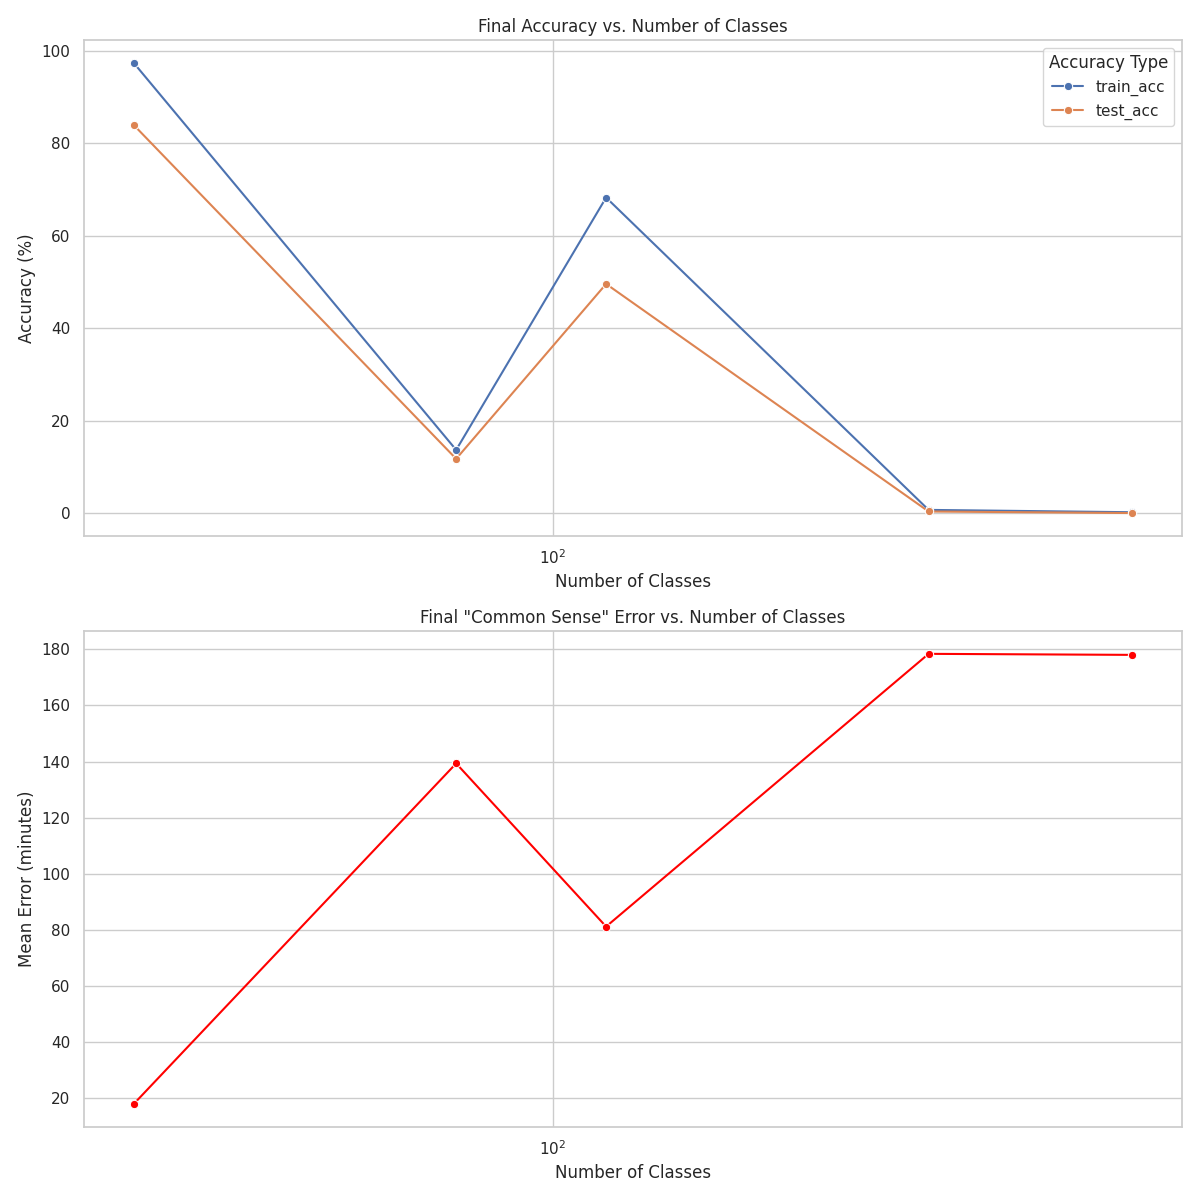 Final Accuracy vs. Number of Classes
Accuracy Type
train_acc
test_acc
100
80
60
40
20
0
Accuracy (%)
10²
Number of Classes
Final "Common Sense" Error vs. Number of Classes
180
160
140
120
100
80
60
40
20
Mean Error (minutes)
10²
Number of Classes